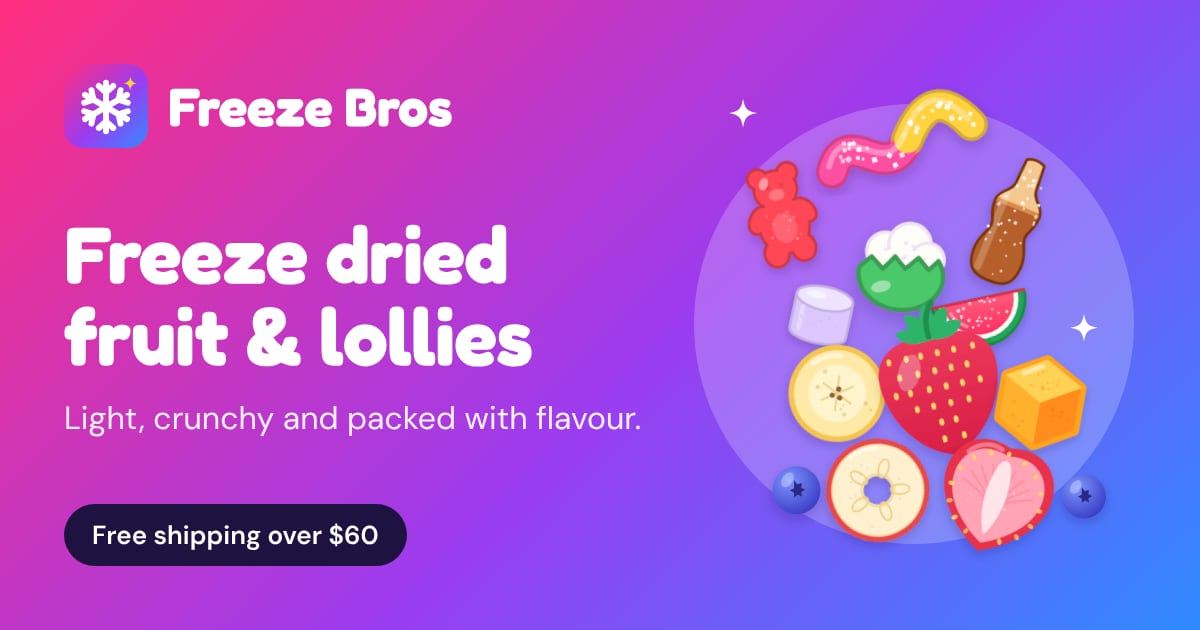 Freeze Bros
Freeze dried
fruit & lollies
Light, crunchy and packed with flavour.
Free shipping over $60